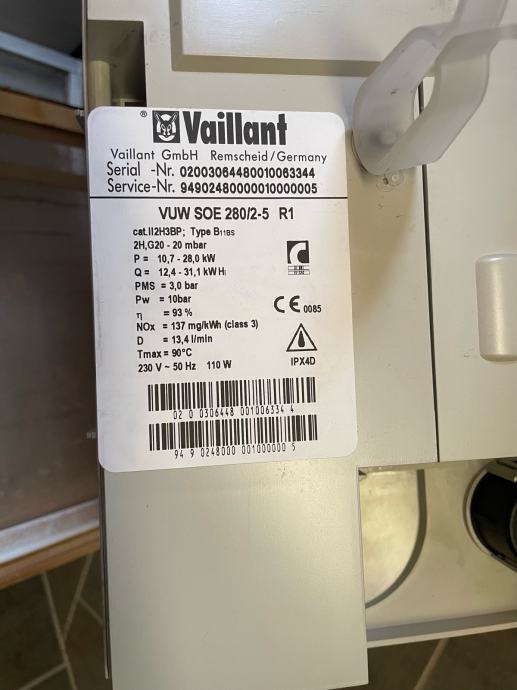 ® Vaillant
Vaillant GmbH Remscheid/Germany
Serial -Nr. 02003064480010063344
Service-Nr. 94902480000010000005
VUW SOE 280/2-5 R1
cat.II2H3BP; Type B11BS
2H,G20 - 20 mbar
P = 10,7 - 28,0 kW
Q = 12,4 - 31,1 kW Hi
PMS = 3,0 bar
Pw = 10bar
η = 93 %
NOx = 137 mg/kWh (class 3)
D = 13,4 l/min
Tmax = 90°C
230 V ~ 50 Hz 110 W
CE 0085
IPX4D
02 0 0306448 001006334 4
94 9 0248000 001000000 5